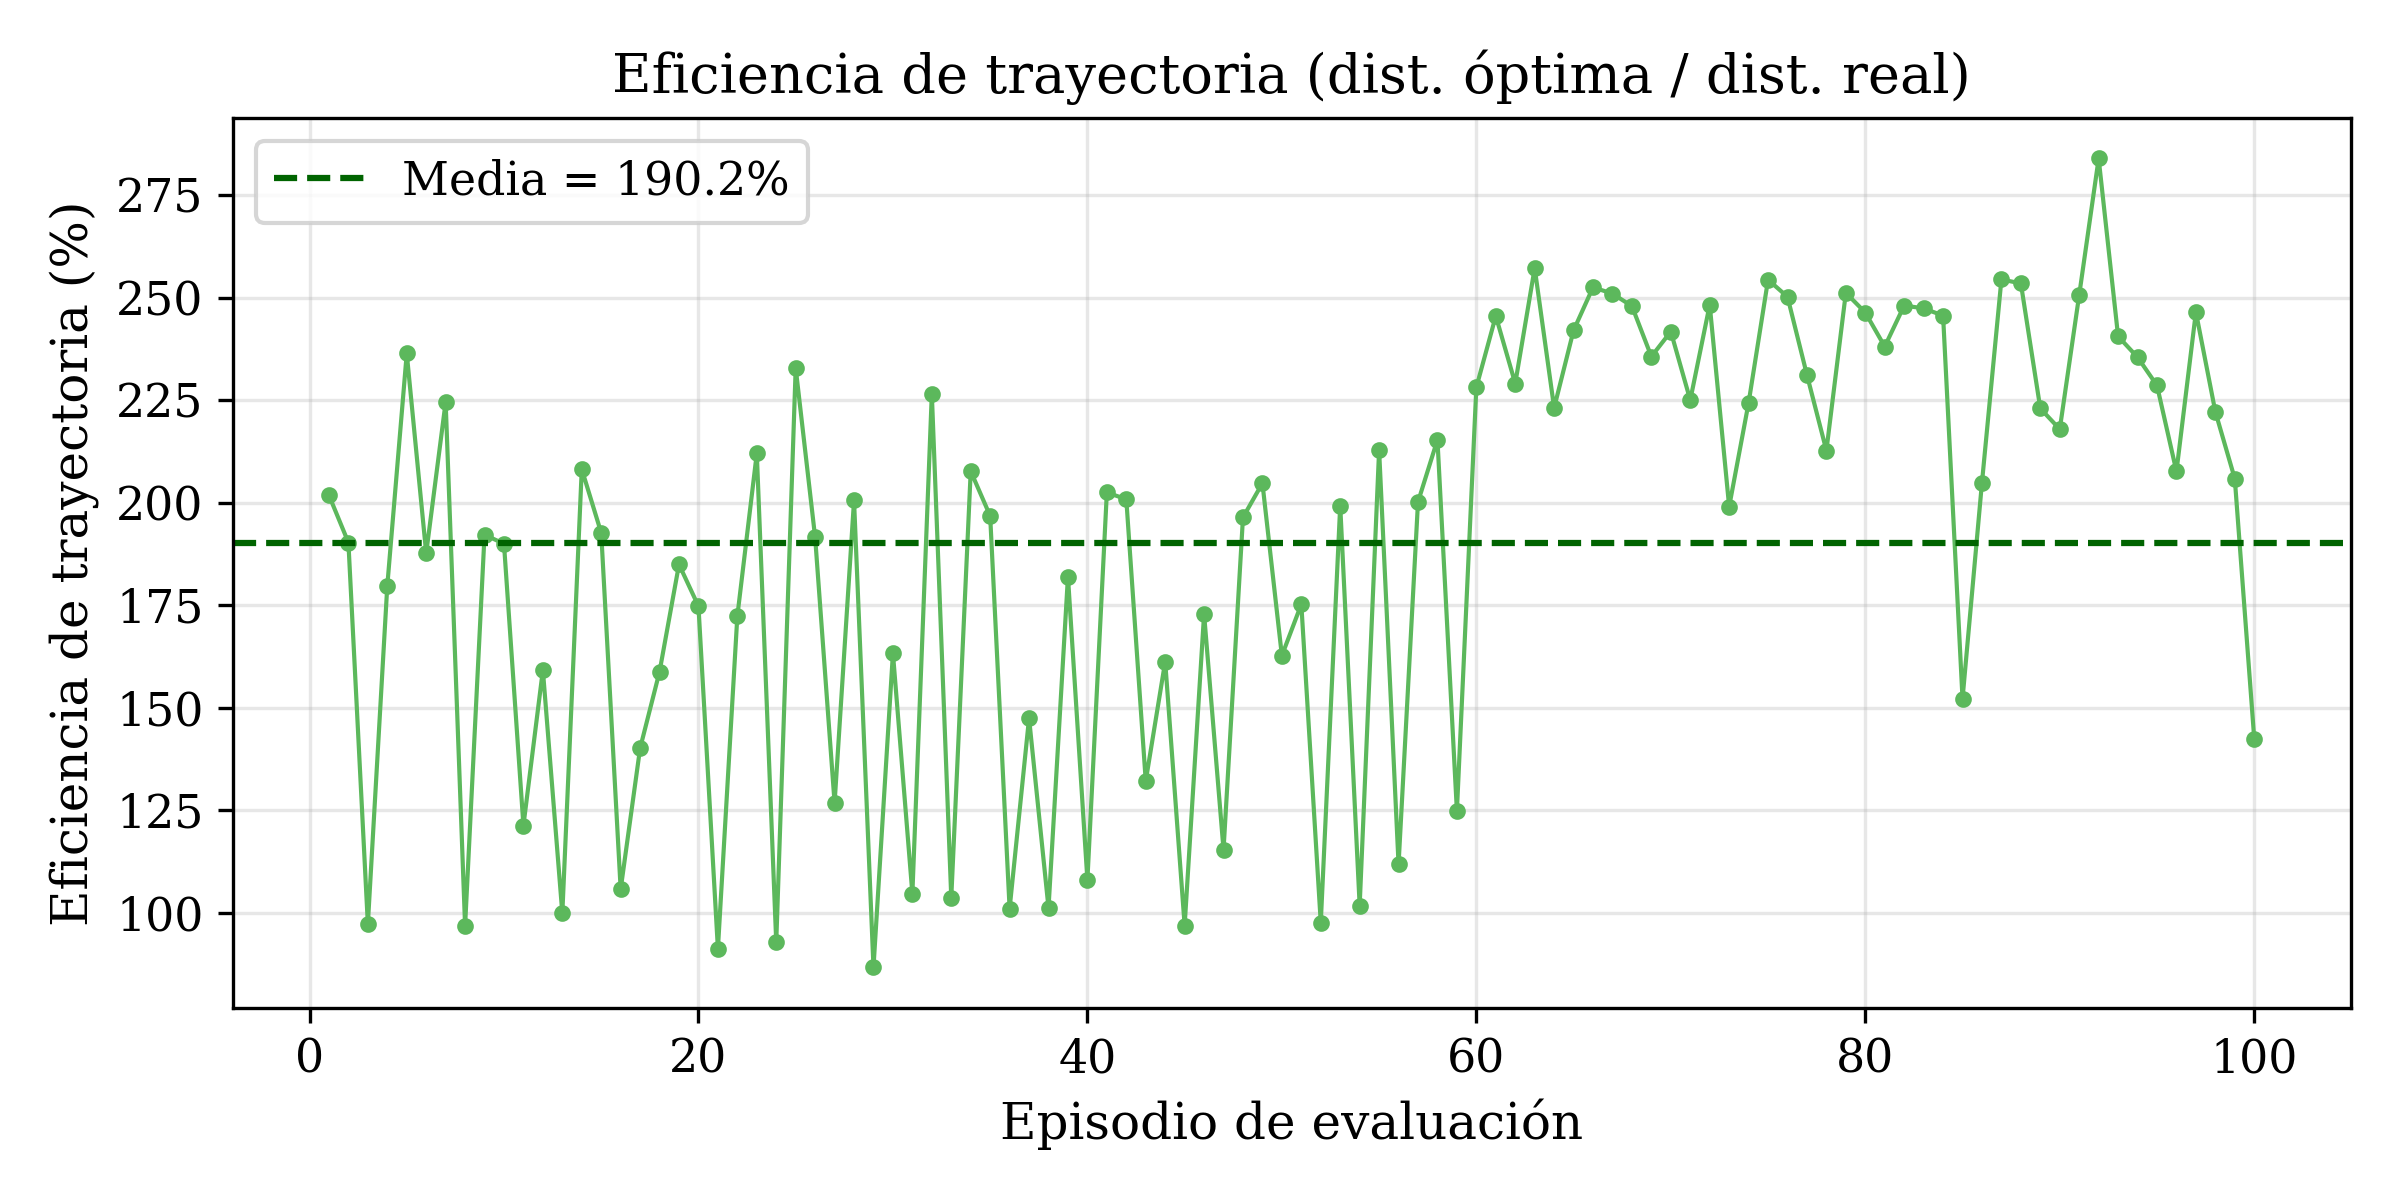 Eficiencia de trayectoria (dist. óptima / dist. real)
Media = 190.2%
Eficiencia de trayectoria (%)
275
250
225
200
175
150
125
100
0 20 40 60 80 100
Episodio de evaluación